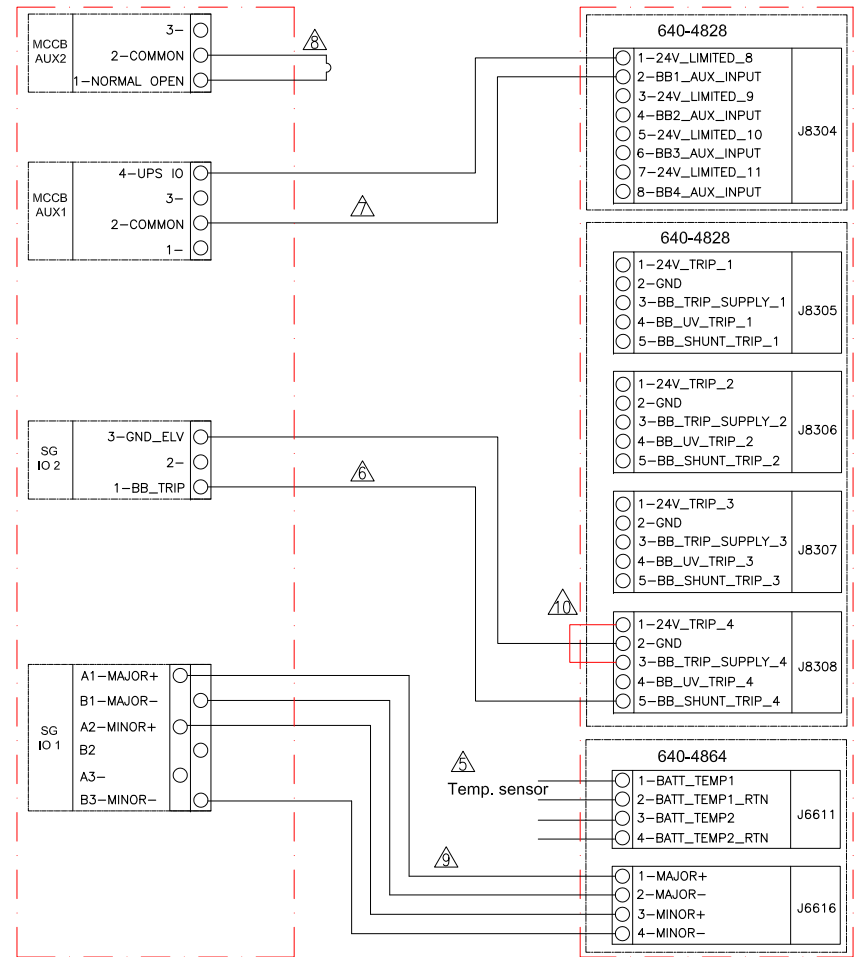 MCCB
AUX2
3-
2-COMMON
1-NORMAL OPEN
8
MCCB
AUX1
4-UPS IO
3-
2-COMMON
1-
7
SG
IO 2
3-GND_ELV
2-
1-BB_TRIP
6
SG
IO 1
A1-MAJOR+
B1-MAJOR-
A2-MINOR+
B2
A3-
B3-MINOR-
9
640-4828
1-24V_LIMITED_8
2-BB1_AUX_INPUT
3-24V_LIMITED_9
4-BB2_AUX_INPUT
5-24V_LIMITED_10
6-BB3_AUX_INPUT
7-24V_LIMITED_11
8-BB4_AUX_INPUT
J8304
640-4828
1-24V_TRIP_1
2-GND
3-BB_TRIP_SUPPLY_1
4-BB_UV_TRIP_1
5-BB_SHUNT_TRIP_1
J8305
1-24V_TRIP_2
2-GND
3-BB_TRIP_SUPPLY_2
4-BB_UV_TRIP_2
5-BB_SHUNT_TRIP_2
J8306
1-24V_TRIP_3
2-GND
3-BB_TRIP_SUPPLY_3
4-BB_UV_TRIP_3
5-BB_SHUNT_TRIP_3
J8307
10
1-24V_TRIP_4
2-GND
3-BB_TRIP_SUPPLY_4
4-BB_UV_TRIP_4
5-BB_SHUNT_TRIP_4
J8308
640-4864
5
Temp. sensor
1-BATT_TEMP1
2-BATT_TEMP1_RTN
3-BATT_TEMP2
4-BATT_TEMP2_RTN
J6611
1-MAJOR+
2-MAJOR-
3-MINOR+
4-MINOR-
J6616